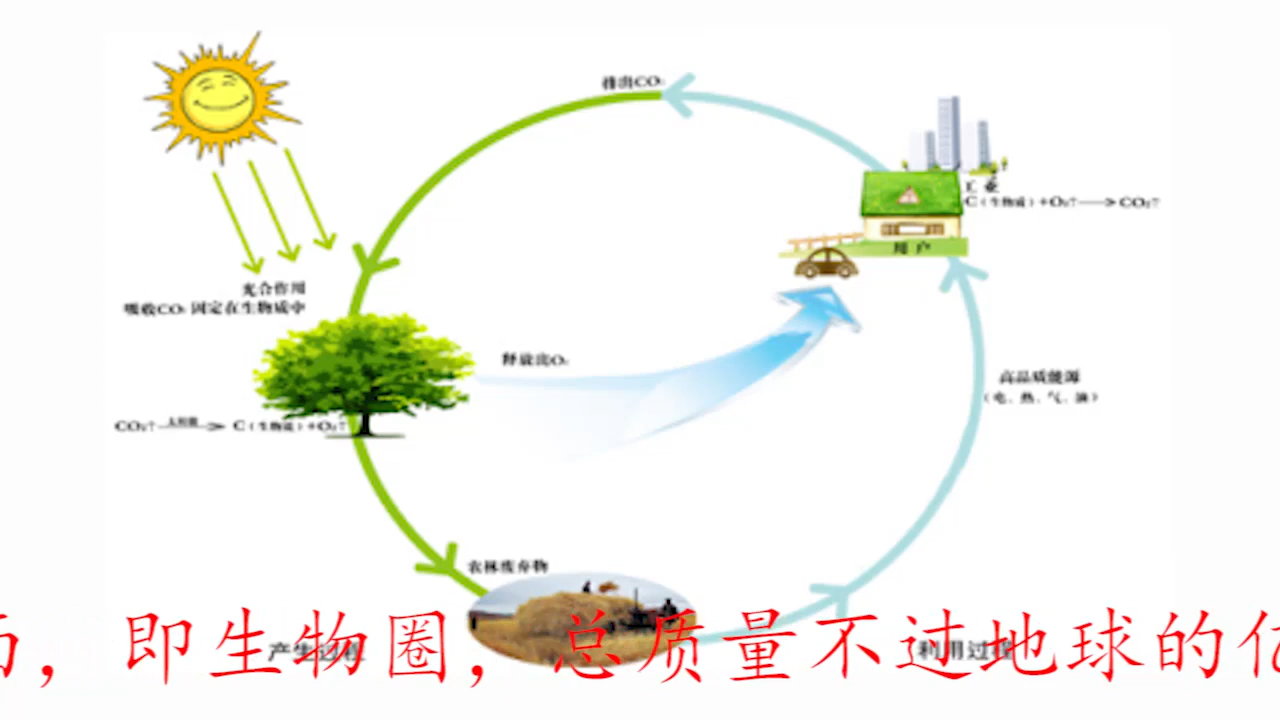 排出CO₂
工 业
C（生物质）+O₂↑——>CO₂↑
用 户
光合作用
吸收CO₂固定在生物质中
释放出O₂
高品质能源
（电、热、气、油）
CO₂↑ 太阳能 C（生物质）+O₂↑
农林废弃物
，即生物圈，总质量不过地球的
产生过程
利用过程